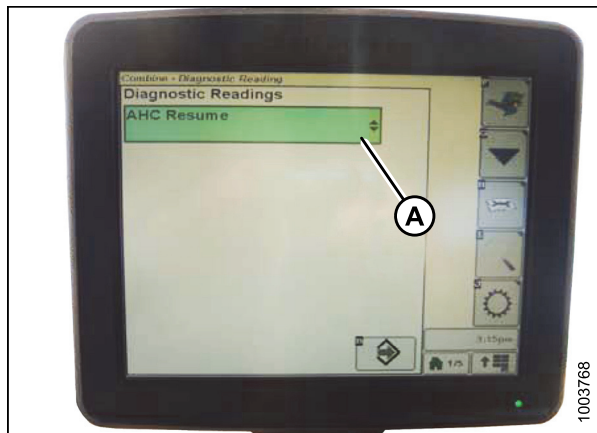 Combine - Diagnostic Reading
Diagnostic Readings
AHC Resume
A
3:15pm
1/5
1003768